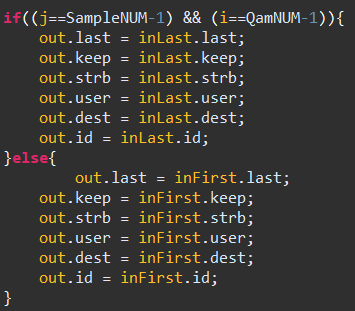 if((j==SampleNUM-1) && (i==QamNUM-1)){
    out.last = inLast.last;
    out.keep = inLast.keep;
    out.strb = inLast.strb;
    out.user = inLast.user;
    out.dest = inLast.dest;
    out.id = inLast.id;
}else{
        out.last = inFirst.last;
    out.keep = inFirst.keep;
    out.strb = inFirst.strb;
    out.user = inFirst.user;
    out.dest = inFirst.dest;
    out.id = inFirst.id;
}